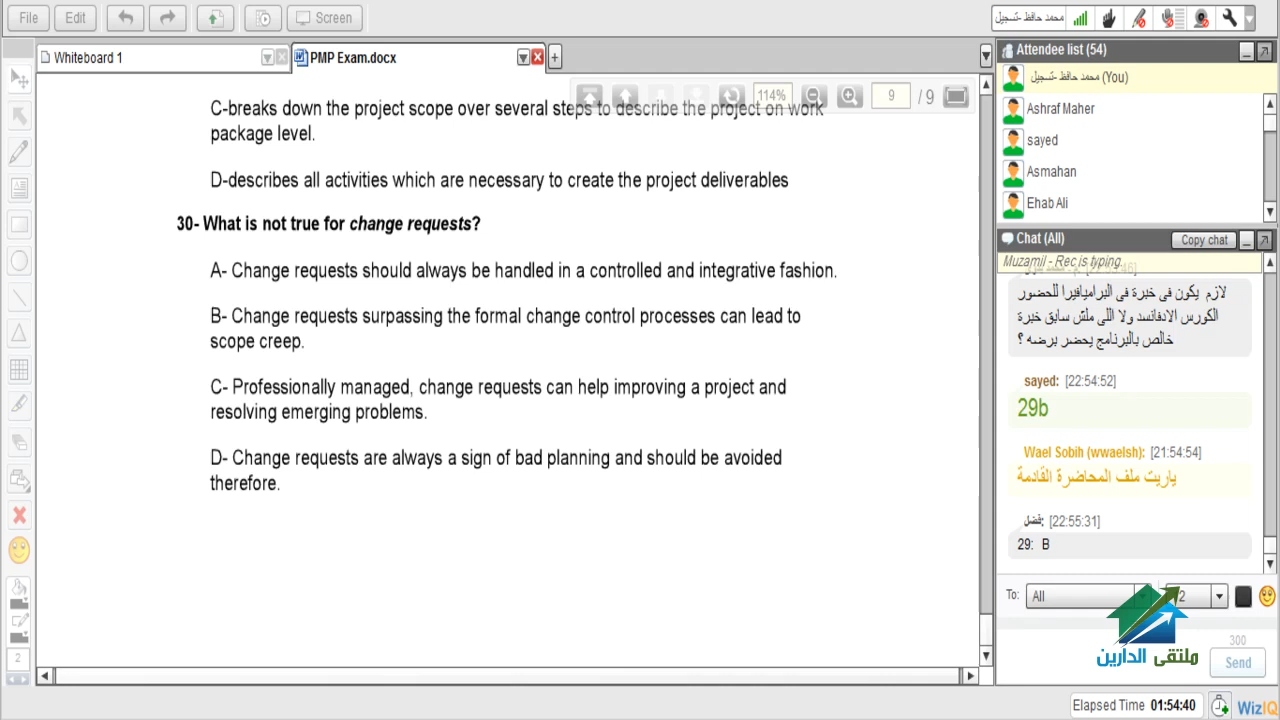 File
Edit
Screen
محمد حافظ -تسجيل
Whiteboard 1
PMP Exam.docx
114%
9
/ 9
C-breaks down the project scope over several steps to describe the project on work
package level.
D-describes all activities which are necessary to create the project deliverables
30- What is not true for change requests?
A- Change requests should always be handled in a controlled and integrative fashion.
B- Change requests surpassing the formal change control processes can lead to
scope creep.
C- Professionally managed, change requests can help improving a project and
resolving emerging problems.
D- Change requests are always a sign of bad planning and should be avoided
therefore.
2
Attendee list (54)
محمد حافظ -تسجيل (You)
Ashraf Maher
sayed
Asmahan
Ehab Ali
Chat (All)
Copy chat
Muzamil - Rec is typing.
لازم يكون فى خبرة فى البراميافيرا للحضور
الكورس الادفانسد ولا اللى ملش سابق خبرة
خالص بالبرنامج يحضر برضه ؟
sayed: [22:54:52]
29b
Wael Sobih (wwaelsh): [21:54:54]
ياريت ملف المحاضرة القادمة
فضل: [22:55:31]
29: B
To:
All
2
ملتقى الدارين
300
Send
Elapsed Time 01:54:40
WizIQ